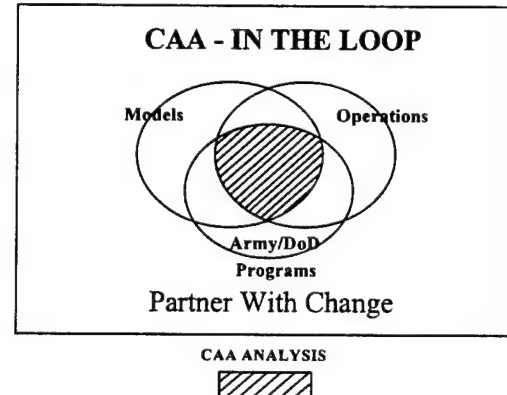 CAA - IN THE LOOP
Models
Operations
Army/DoD
Programs
Partner With Change
CAA ANALYSIS